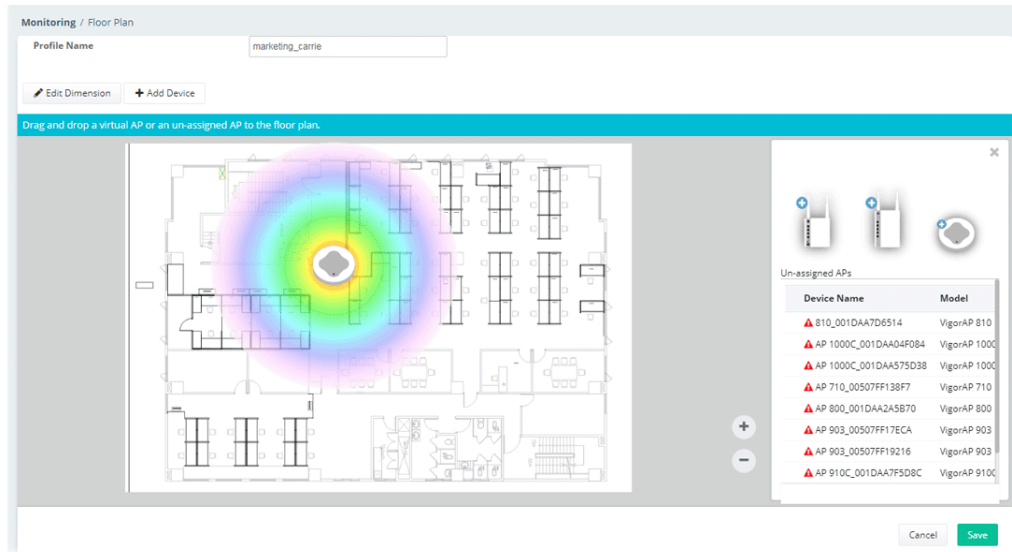 Monitoring / Floor Plan
Profile Name marketing_carrie
Edit Dimension + Add Device
Drag and drop a virtual AP or an un-assigned AP to the floor plan.
Un-assigned APs
Device Name Model
810_001DAA7D6514 VigorAP 810
AP 1000C_001DAA04F084 VigorAP 1000
AP 1000C_001DAA575D38 VigorAP 1000
AP 710_00507FF138F7 VigorAP 710
AP 800_001DAA2A5B70 VigorAP 800
AP 903_00507FF17ECA VigorAP 903
AP 903_00507FF19216 VigorAP 903
AP 910C_001DAA7F5D8C VigorAP 910C
Cancel Save